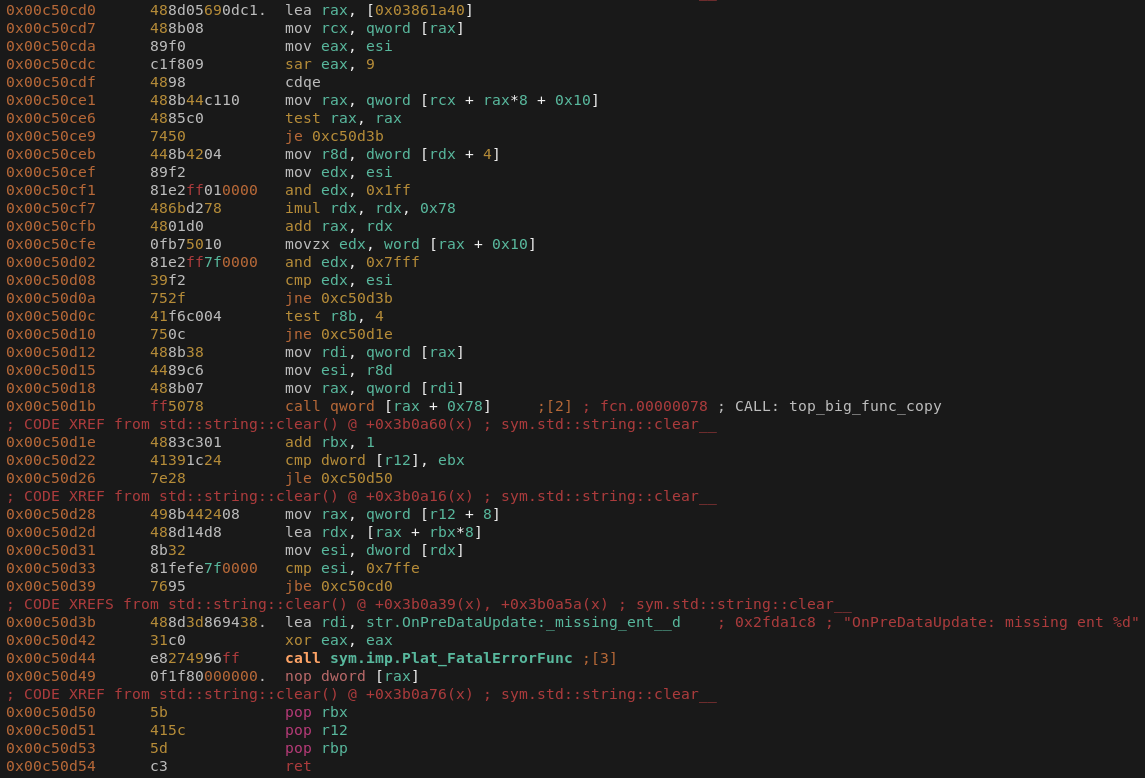 0x00c50cd0 488d05690dc1. lea rax, [0x03861a40]
0x00c50cd7 488b08 mov rcx, qword [rax]
0x00c50cda 89f0 mov eax, esi
0x00c50cdc c1f809 sar eax, 9
0x00c50cdf 4898 cdqe
0x00c50ce1 488b44c110 mov rax, qword [rcx + rax*8 + 0x10]
0x00c50ce6 4885c0 test rax, rax
0x00c50ce9 7450 je 0xc50d3b
0x00c50ceb 448b4204 mov r8d, dword [rdx + 4]
0x00c50cef 89f2 mov edx, esi
0x00c50cf1 81e2ff010000 and edx, 0x1ff
0x00c50cf7 486bd278 imul rdx, rdx, 0x78
0x00c50cfb 4801d0 add rax, rdx
0x00c50cfe 0fb75010 movzx edx, word [rax + 0x10]
0x00c50d02 81e2ff7f0000 and edx, 0x7fff
0x00c50d08 39f2 cmp edx, esi
0x00c50d0a 752f jne 0xc50d3b
0x00c50d0c 41f6c004 test r8b, 4
0x00c50d10 750c jne 0xc50d1e
0x00c50d12 488b38 mov rdi, qword [rax]
0x00c50d15 4489c6 mov esi, r8d
0x00c50d18 488b07 mov rax, qword [rdi]
0x00c50d1b ff5078 call qword [rax + 0x78] ;[2] ; fcn.00000078 ; CALL: top_big_func_copy
; CODE XREF from std::string::clear() @ +0x3b0a60(x) ; sym.std::string::clear__
0x00c50d1e 4883c301 add rbx, 1
0x00c50d22 41391c24 cmp dword [r12], ebx
0x00c50d26 7e28 jle 0xc50d50
; CODE XREF from std::string::clear() @ +0x3b0a16(x) ; sym.std::string::clear__
0x00c50d28 498b442408 mov rax, qword [r12 + 8]
0x00c50d2d 488d14d8 lea rdx, [rax + rbx*8]
0x00c50d31 8b32 mov esi, dword [rdx]
0x00c50d33 81fefe7f0000 cmp esi, 0x7ffe
0x00c50d39 7695 jbe 0xc50cd0
; CODE XREFS from std::string::clear() @ +0x3b0a39(x), +0x3b0a5a(x) ; sym.std::string::clear__
0x00c50d3b 488d3d869438. lea rdi, str.OnPreDataUpdate:_missing_ent__d ; 0x2fda1c8 ; "OnPreDataUpdate: missing ent %d"
0x00c50d42 31c0 xor eax, eax
0x00c50d44 e8274996ff call sym.imp.Plat_FatalErrorFunc ;[3]
0x00c50d49 0f1f80000000. nop dword [rax]
; CODE XREF from std::string::clear() @ +0x3b0a76(x) ; sym.std::string::clear__
0x00c50d50 5b pop rbx
0x00c50d51 415c pop r12
0x00c50d53 5d pop rbp
0x00c50d54 c3 ret